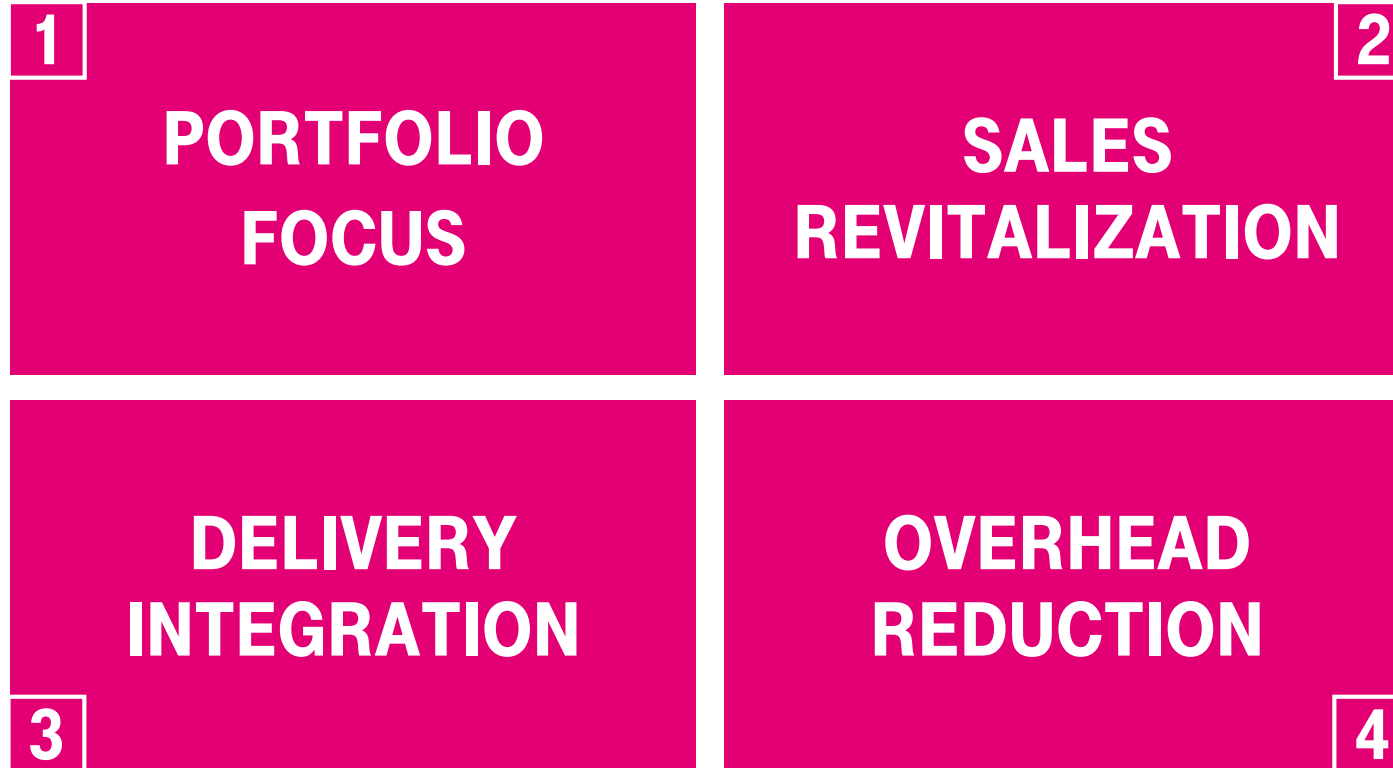 1
PORTFOLIO
FOCUS
2
SALES
REVITALIZATION
3
DELIVERY
INTEGRATION
4
OVERHEAD
REDUCTION